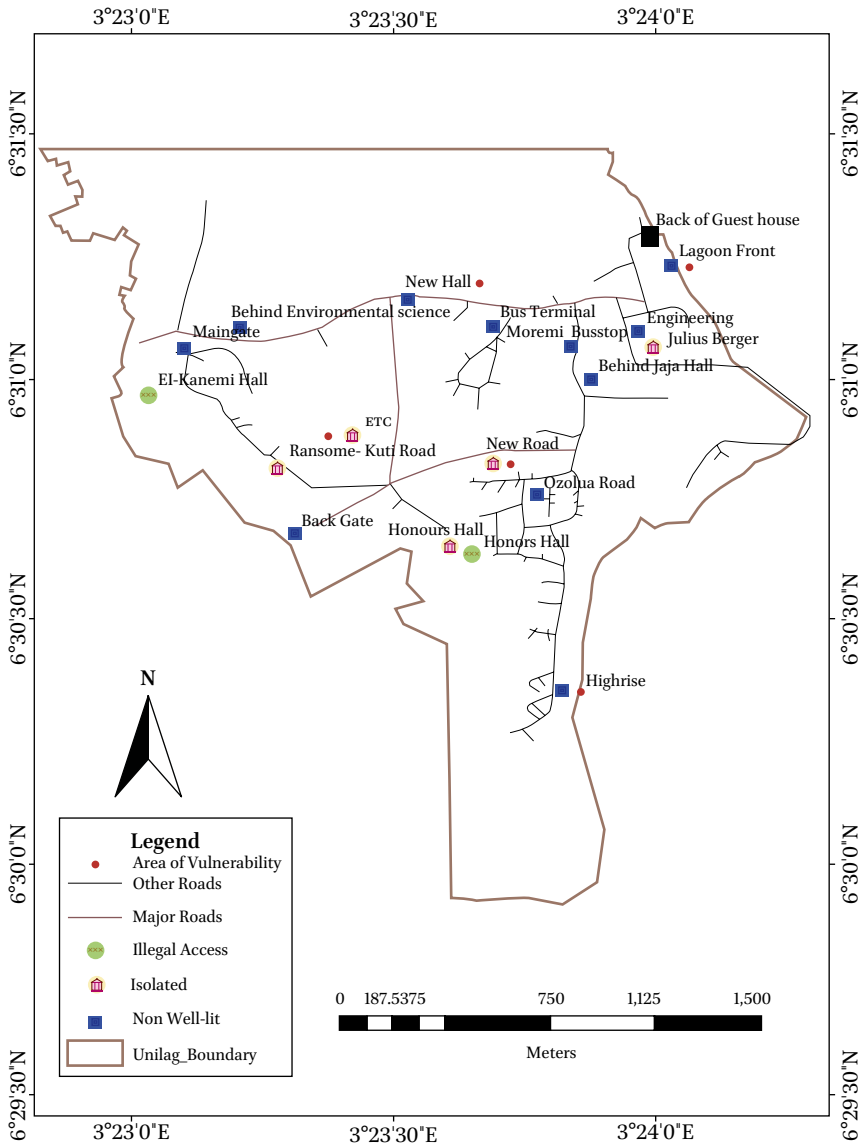 3°23'0"E 3°23'30"E 3°24'0"E
6°31'30"N 6°31'30"N
Back of Guest house
Lagoon Front
New Hall
Behind Environmental science
Bus Terminal
Engineering
Maingate
Moremi Busstop
Julius Berger
6°31'0"N 6°31'0"N
Behind Jaja Hall
EI-Kanemi Hall
ETC
Ransome- Kuti Road
New Road
Ozolua Road
Back Gate
Honours Hall
Honors Hall
6°30'30"N 6°30'30"N
Highrise
N
6°30'0"N 6°30'0"N
Legend
Area of Vulnerability
Other Roads
Major Roads
Illegal Access
Isolated
Non Well-lit
Unilag_Boundary
0 187.5375 750 1,125 1,500
Meters
6°29'30"N 6°29'30"N
3°23'0"E 3°23'30"E 3°24'0"E